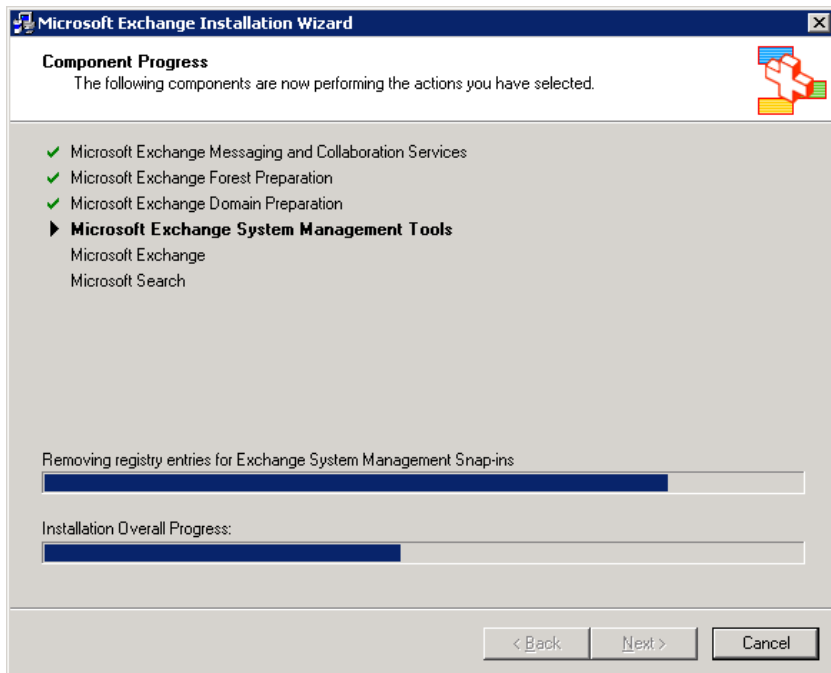 Microsoft Exchange Installation Wizard
Component Progress
The following components are now performing the actions you have selected.
Microsoft Exchange Messaging and Collaboration Services
Microsoft Exchange Forest Preparation
Microsoft Exchange Domain Preparation
Microsoft Exchange System Management Tools
Microsoft Exchange
Microsoft Search
Removing registry entries for Exchange System Management Snap-ins
Installation Overall Progress:
< Back Next > Cancel